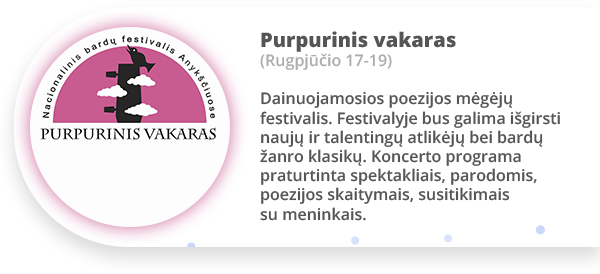 Nacionalinis bardų festivalis Anykščiuose
PURPURINIS VAKARAS
Purpurinis vakaras
(Rugpjūčio 17-19)
Dainuojamosios poezijos mėgėjų
festivalis. Festivalyje bus galima išgirsti
naujų ir talentingų atlikėjų bei bardų
žanro klasikų. Koncerto programa
praturtinta spektakliais, parodomis,
poezijos skaitymais, susitikimais
su meninkais.